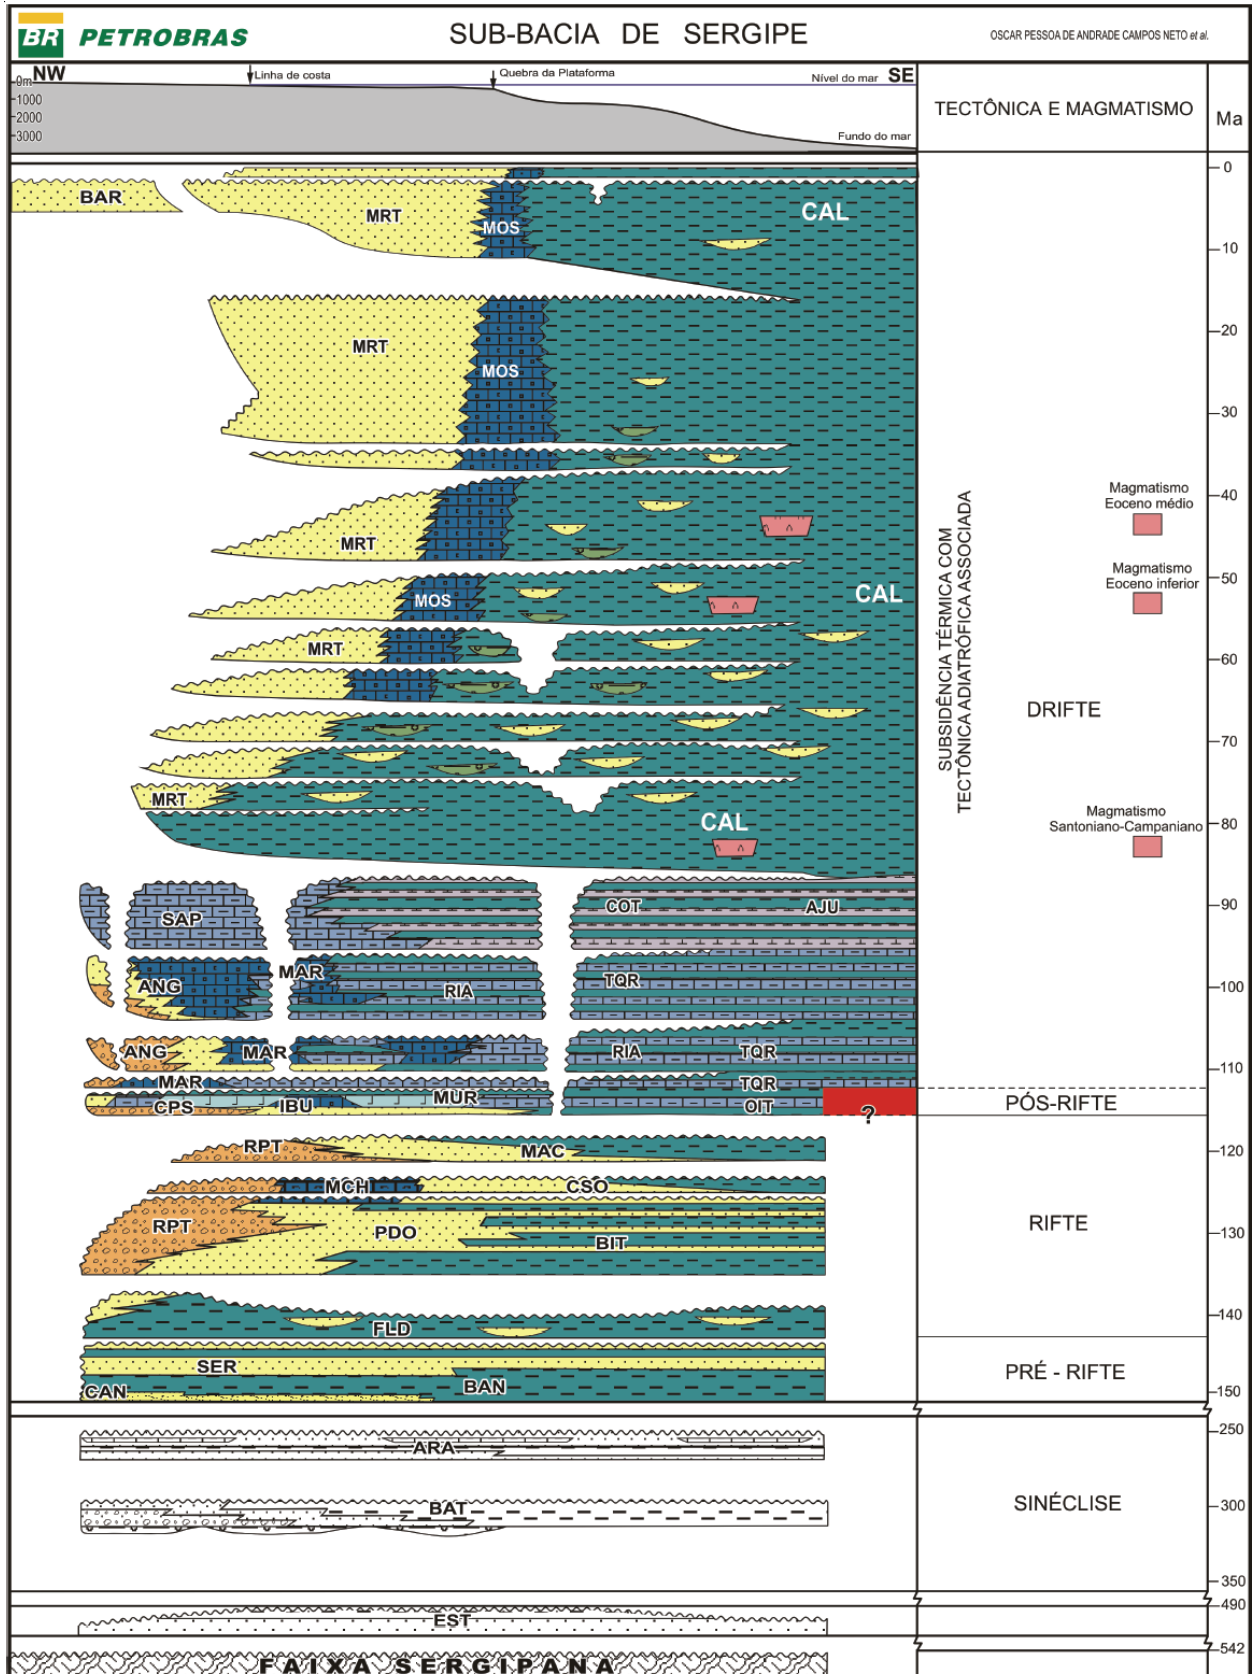 BR PETROBRAS
SUB-BACIA DE SERGIPE
OSCAR PESSOA DE ANDRADE CAMPOS NETO et al.
NW
Linha de costa
Quebra da Plataforma
Nível do mar
SE
0m
1000
2000
3000
Fundo do mar
TECTÔNICA E MAGMATISMO
Ma
0
BAR
MRT
MOS
CAL
10
20
MRT
MOS
30
40
Magmatismo
Eoceno médio
MRT
50
Magmatismo
Eoceno inferior
MOS
CAL
MRT
60
SUBSIDÊNCIA TÉRMICA COM
TECTÔNICA ADIATRÓFICA ASSOCIADA
DRIFTE
70
MRT
80
CAL
Magmatismo
Santoniano-Campaniano
90
SAP
COT
AJU
MAR
ANG
RIA
TQR
100
ANG
MAR
RIA
TQR
110
MAR
TQR
MUR
CPS
IBU
OIT
?
PÓS-RIFTE
RPT
MAC
120
MCH
CSO
RPT
PDO
BIT
RIFTE
130
140
FLD
SER
PRÉ - RIFTE
CAN
BAN
150
250
ARA
BAT
SINÉCLISE
300
350
490
EST
542
FAIXA SERGIPANA